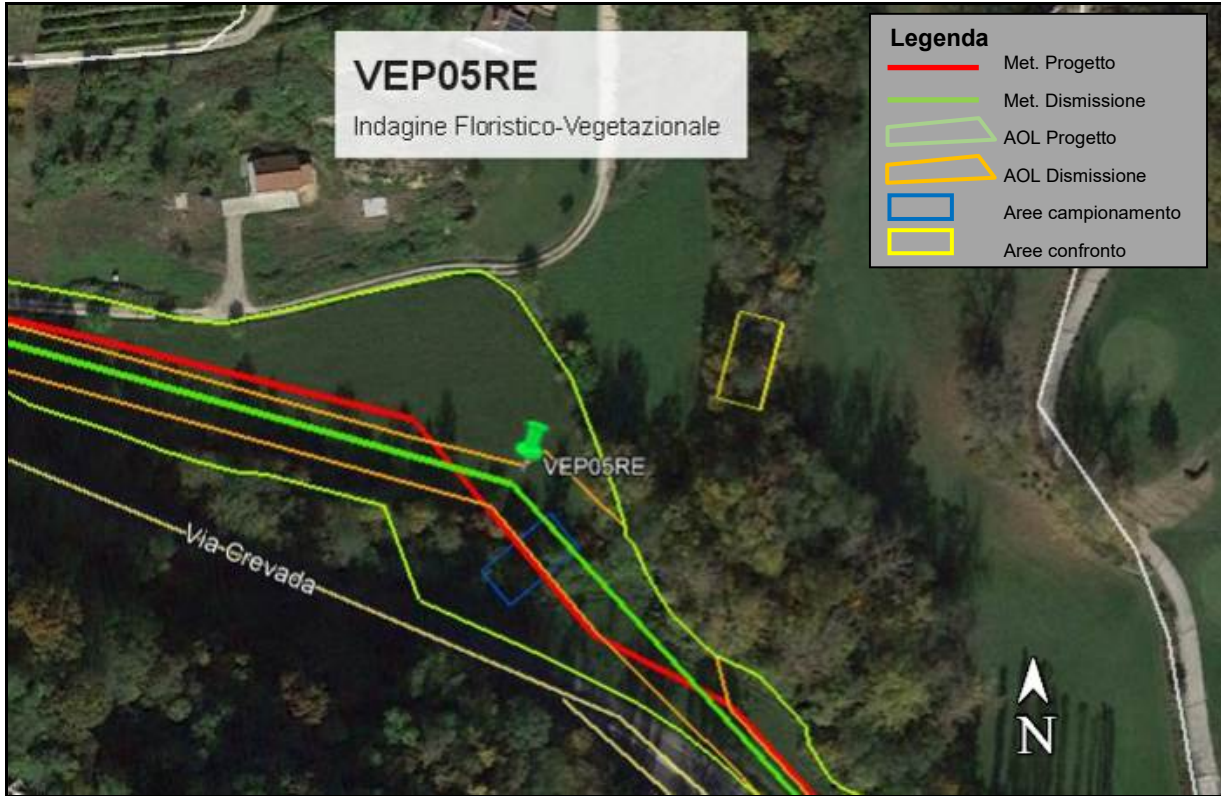 VEP05RE
Indagine Floristico-Vegetazionale
Legenda
Met. Progetto
Met. Dismissione
AOL Progetto
AOL Dismissione
Aree campionamento
Aree confronto
VEP05RE
Via Crevada
N